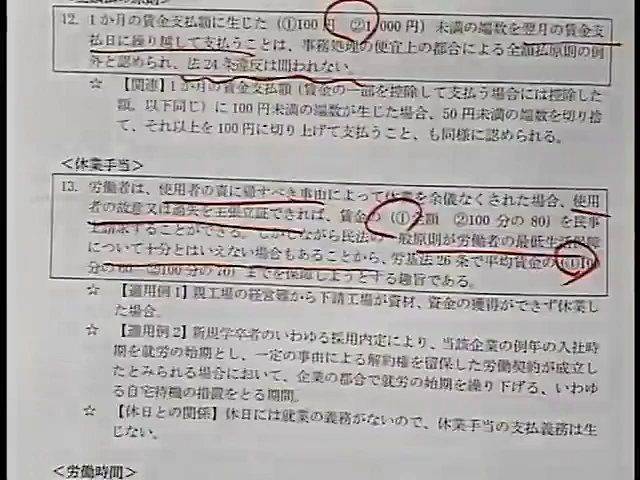 12. 1か月の賃金支払額に生じた（①100円 ②1,000円）未満の端数を翌月の賃金支
払日に繰り越して支払うことは、事務処理の便宜上の都合による全額払原則の例
外と認められ、法24条違反は問われない。
☆ 【関連】1か月の賃金支払額（賃金の一部を控除して支払う場合には控除した
額。以下同じ）に100円未満の端数が生じた場合、50円未満の端数を切り捨
て、それ以上を100円に切り上げて支払うこと、も同様に認められる。
＜休業手当＞
13. 労働者は、使用者の責に帰すべき事由によって休業を余儀なくされた場合、使用
者の故意又は過失を主張立証できれば、賃金の（①全額 ②100分の80）を民事
上請求することができる。しかしながら民法の一般原則が労働者の最低生活保障
について十分とはいえない場合もあることから、労基法26条で平均賃金の（①10
分の60 ②100分の70）までを保障しようとする趣旨である。
☆ 【適用例1】親工場の経営難から下請工場が資材、資金の獲得ができず休業し
た場合。
☆ 【適用例2】新規学卒者のいわゆる採用内定により、当該企業の例年の入社時
期を就労の始期とし、一定の事由による解約権を留保した労働契約が成立し
たとみられる場合において、企業の都合で就労の始期を繰り下げる、いわゆ
る自宅待機の措置をとる期間。
☆ 【休日との関係】休日には就業の義務がないので、休業手当の支払義務は生
じない。
＜労働時間＞